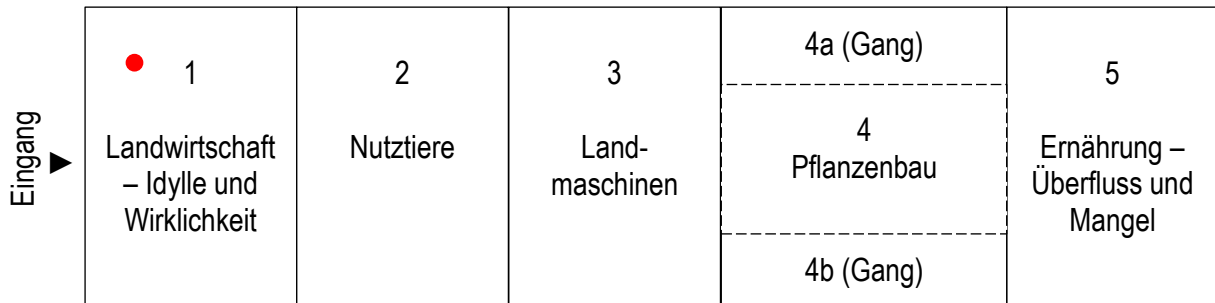 Eingang
1
Landwirtschaft
– Idylle und
Wirklichkeit
2
Nutztiere
3
Land-
maschinen
4a (Gang)
4
Pflanzenbau
4b (Gang)
5
Ernährung –
Überfluss und
Mangel